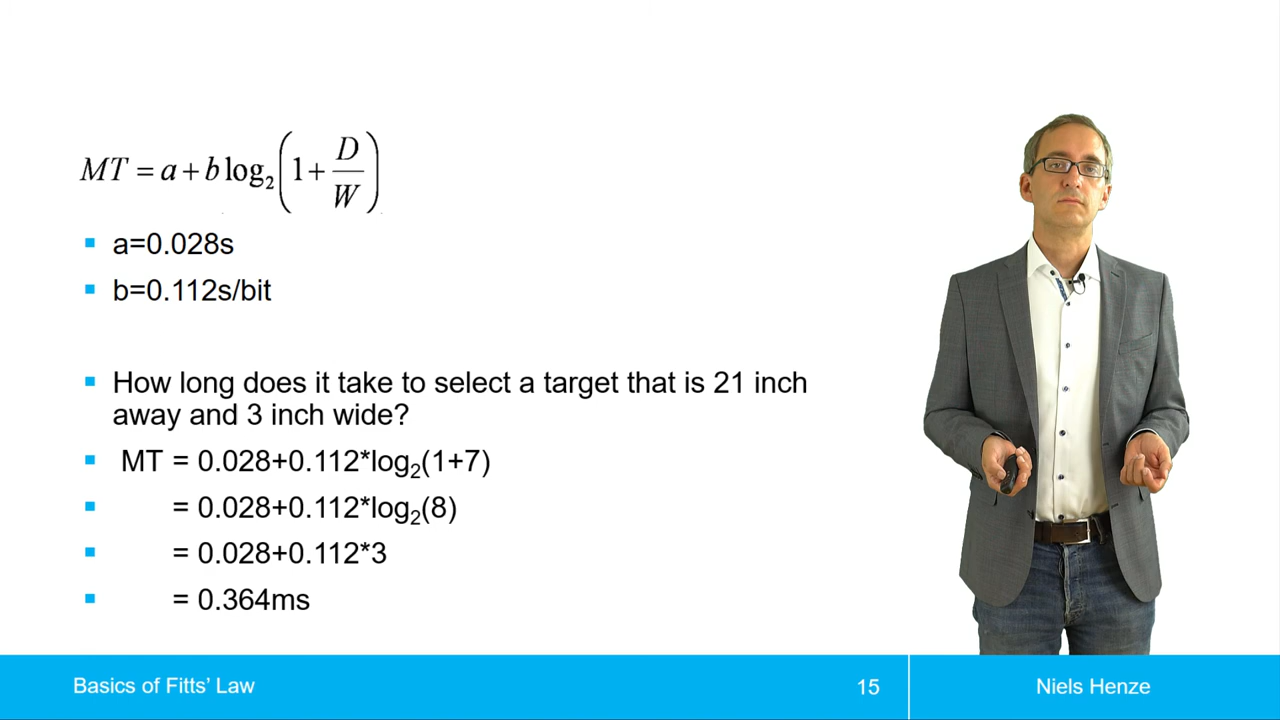 MT = a + b log₂(1 + D/W)
▪ a=0.028s
▪ b=0.112s/bit
▪ How long does it take to select a target that is 21 inch
away and 3 inch wide?
▪ MT = 0.028+0.112*log₂(1+7)
▪ = 0.028+0.112*log₂(8)
▪ = 0.028+0.112*3
▪ = 0.364ms
Basics of Fitts’ Law
15
Niels Henze